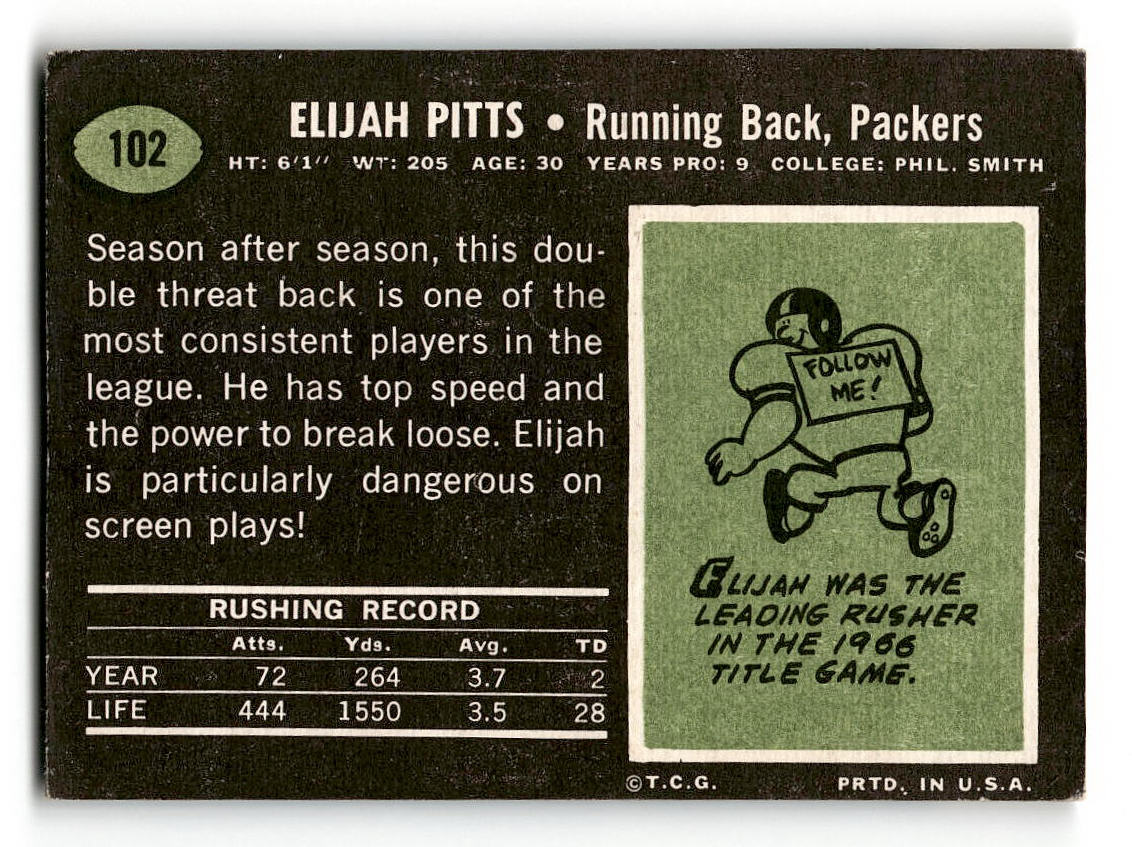 102
ELIJAH PITTS • Running Back, Packers
HT: 6'1" WT: 205 AGE: 30 YEARS PRO: 9 COLLEGE: PHIL. SMITH
Season after season, this dou-
ble threat back is one of the
most consistent players in the
league. He has top speed and
the power to break loose. Elijah
is particularly dangerous on
screen plays!
RUSHING RECORD
Atts. Yds. Avg. TD
YEAR 72 264 3.7 2
LIFE 444 1550 3.5 28
FOLLOW
ME!
ELIJAH WAS THE
LEADING RUSHER
IN THE 1966
TITLE GAME.
©T.C.G. PRTD. IN U.S.A.